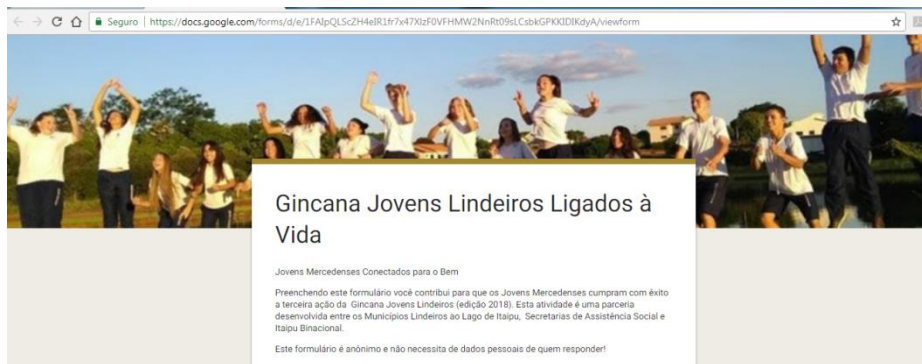 Seguro | https://docs.google.com/forms/d/e/1FAIpQLScZH4eIR1fr7x47XIzF0VFHMW2NnRt09sLCsbkGPKKIDIKdyA/viewform
Gincana Jovens Lindeiros Ligados à
Vida
Jovens Mercedenses Conectados para o Bem
Preenchendo este formulário você contribui para que os Jovens Mercedenses cumpram com êxito
a terceira ação da Gincana Jovens Lindeiros (edição 2018). Esta atividade é uma parceria
desenvolvida entre os Municípios Lindeiros ao Lago de Itaipu, Secretarias de Assistência Social e
Itaipu Binacional.
Este formulário é anônimo e não necessita de dados pessoais de quem responder!